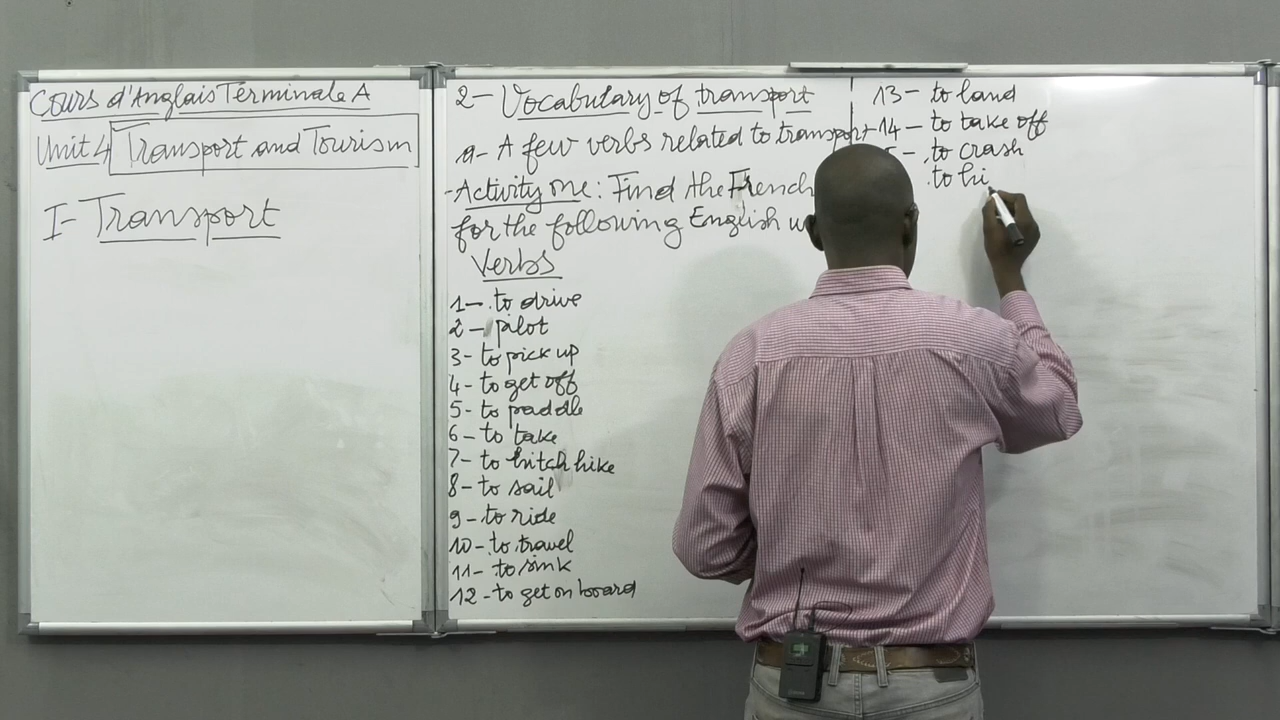 Cours d'Anglais Terminale A
Unit 4 Transport and Tourism
I- Transport
2- Vocabulary of transport
a- A few verbs related to transport
- Activity one: Find the French
for the following English
Verbs
1- to drive
2- pilot
3- to pick up
4- to get off
5- to paddle
6- to take
7- to hitch hike
8- to sail
9- to ride
10- to travel
11- to sink
12- to get on board
13- to land
14- to take off
5- to crash
to hi